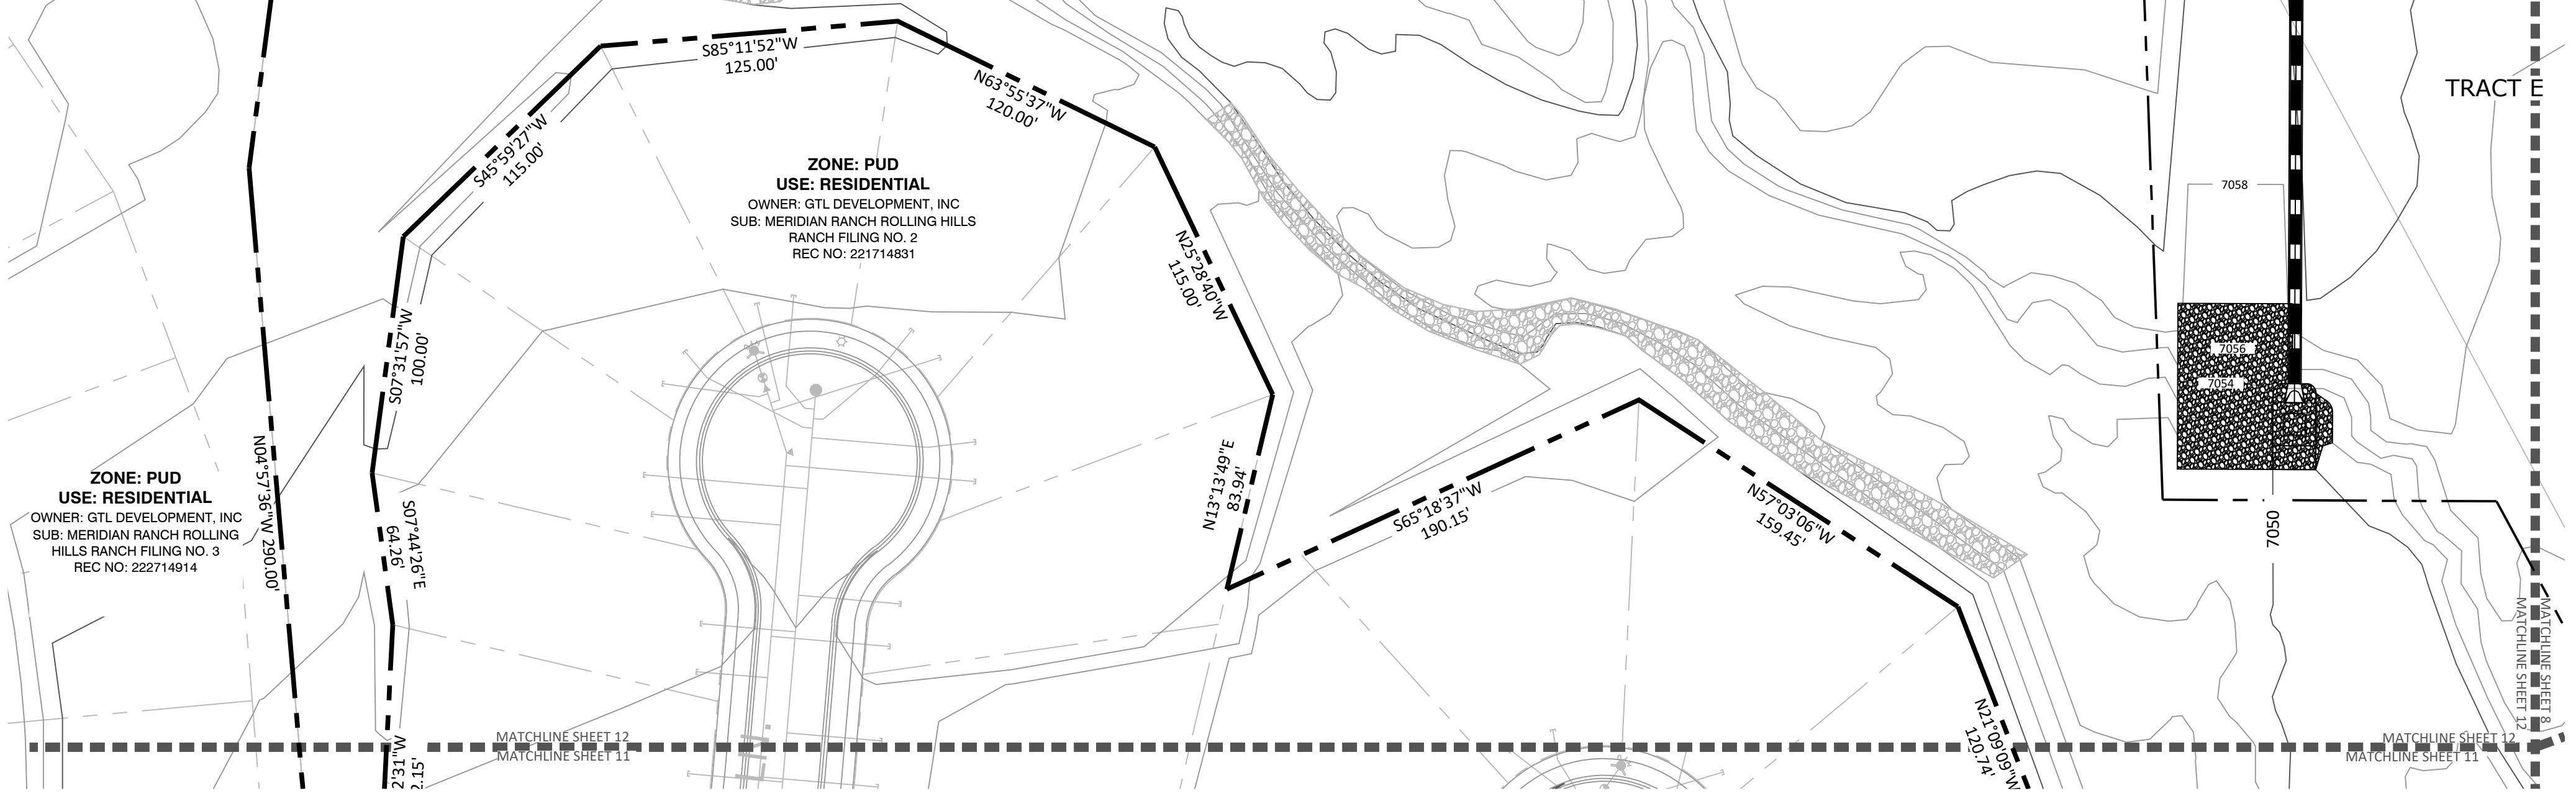 S85°11'52"W
125.00'
N63°55'37"W
120.00'
TRACT E
S45°59'27"W
115.00'
ZONE: PUD
USE: RESIDENTIAL
OWNER: GTL DEVELOPMENT, INC
SUB: MERIDIAN RANCH ROLLING HILLS
RANCH FILING NO. 2
REC NO: 221714831
7058
N25°28'40"W
115.00'
S07°31'57"W
100.00'
7056
7054
N04°57'36"W 290.00'
ZONE: PUD
USE: RESIDENTIAL
OWNER: GTL DEVELOPMENT, INC
SUB: MERIDIAN RANCH ROLLING
HILLS RANCH FILING NO. 3
REC NO: 222714914
S07°44'26"E
64.26'
N13°13'49"E
83.94'
S65°18'37"W
190.15'
N57°03'06"W
159.45'
7050
MATCHLINE SHEET 12
MATCHLINE SHEET 8
N21°09'09"W
120.74'
MATCHLINE SHEET 12
MATCHLINE SHEET 11
MATCHLINE SHEET 12
MATCHLINE SHEET 11
2'31"W
2.15'